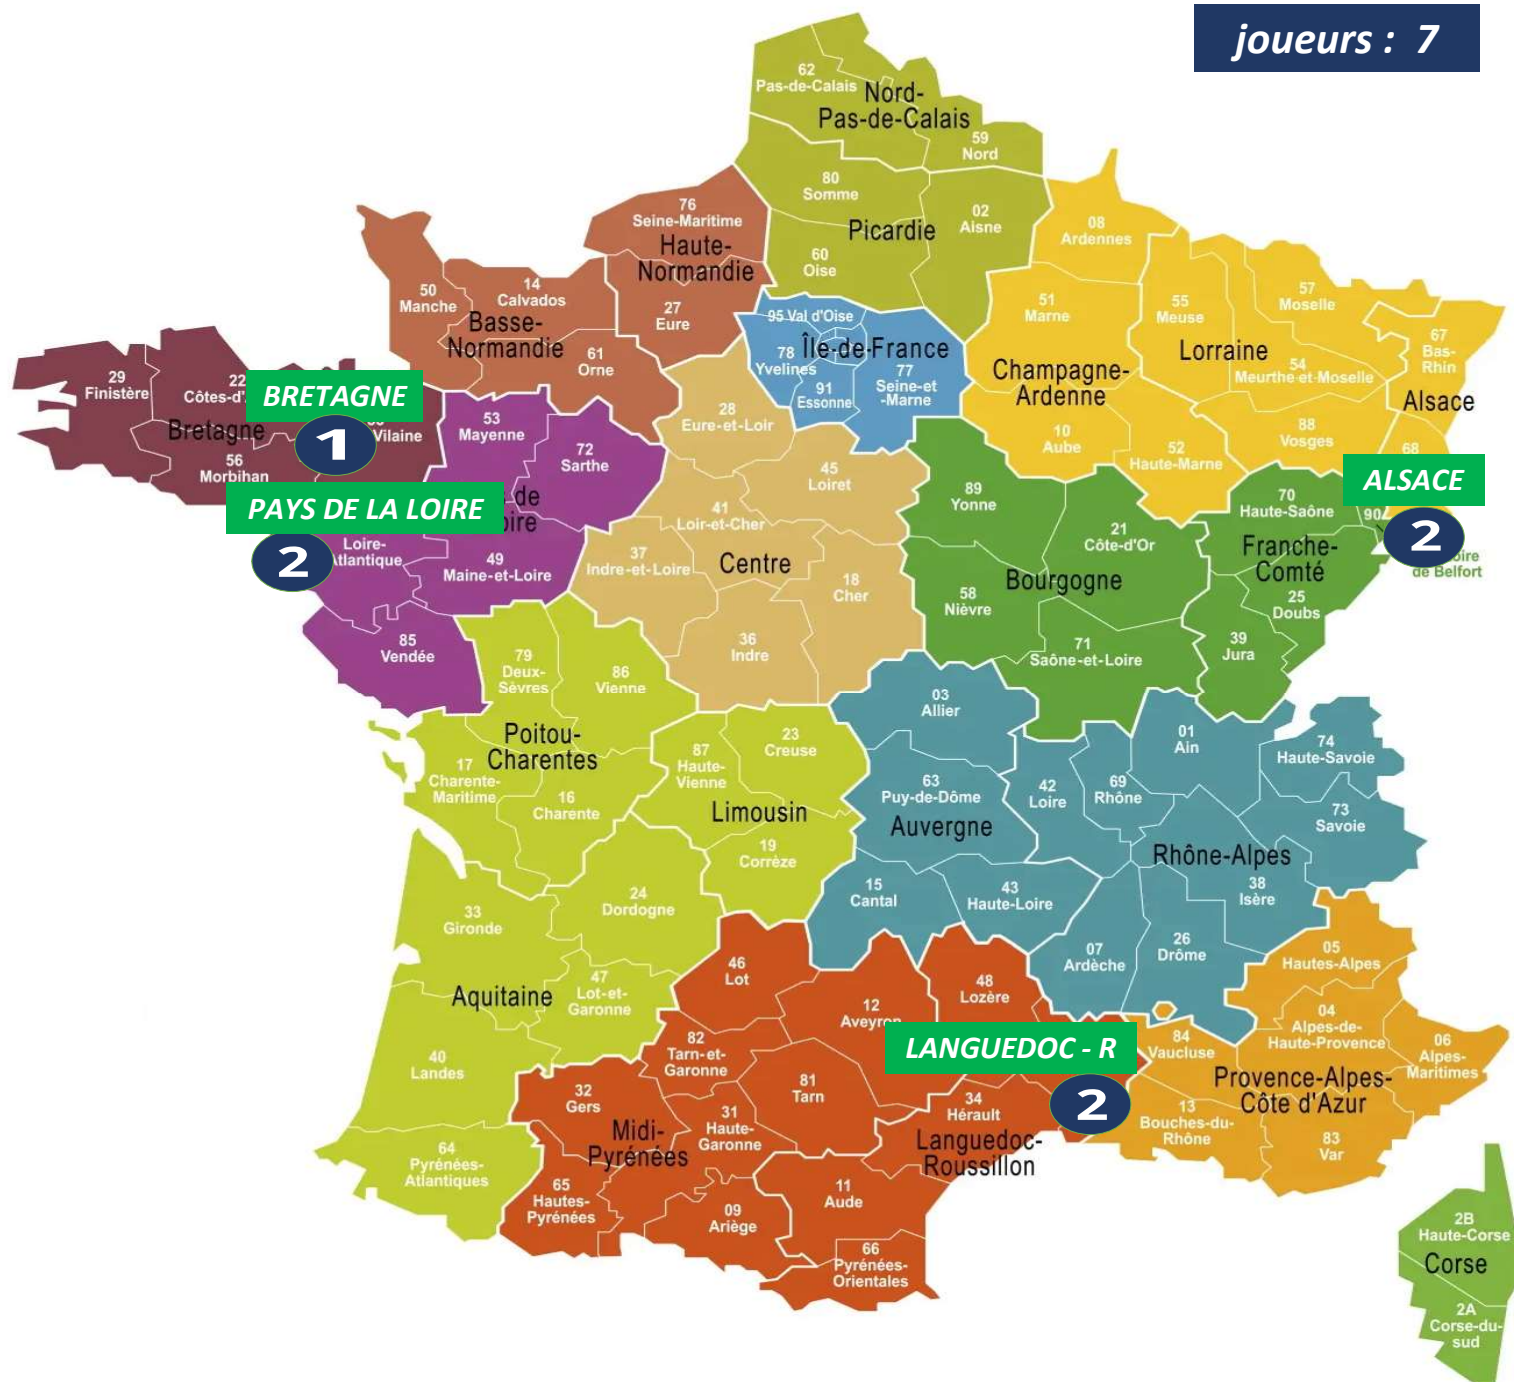 joueurs : 7
62
Pas-de-Calais
Nord-
Pas-de-Calais
59
Nord
80
Somme
02
Aisne
Picardie
60
Oise
76
Seine-Maritime
Haute-
Normandie
27
Eure
08
Ardennes
50
Manche
14
Calvados
Basse-
Normandie
61
Orne
95 Val d'Oise
78
Yvelines
Île-de-France
91
Essonne
77
Seine-et
-Marne
51
Marne
55
Meuse
57
Moselle
67
Bas-
Rhin
Lorraine
54
Meurthe-et-Moselle
Champagne-
Ardenne
Alsace
10
Aube
52
Haute-Marne
88
Vosges
68
29
Finistère
22
Côtes-d'
BRETAGNE
Bretagne
1
Vilaine
56
Morbihan
53
Mayenne
72
Sarthe
28
Eure-et-Loir
45
Loiret
PAYS DE LA LOIRE
de
2
Loire-
Atlantique
49
Maine-et-Loire
85
Vendée
41
Loir-et-Cher
37
Indre-et-Loire
Centre
18
Cher
36
Indre
89
Yonne
21
Côte-d'Or
Bourgogne
58
Nièvre
71
Saône-et-Loire
ALSACE
2
70
Haute-Saône
90
Franche-
Comté
de Belfort
25
Doubs
39
Jura
79
Deux-
Sèvres
86
Vienne
Poitou-
Charentes
17
Charente-
Maritime
16
Charente
87
Haute-
Vienne
23
Creuse
Limousin
19
Corrèze
03
Allier
63
Puy-de-Dôme
Auvergne
15
Cantal
43
Haute-Loire
42
Loire
69
Rhône
01
Ain
74
Haute-Savoie
73
Savoie
Rhône-Alpes
38
Isère
07
Ardèche
26
Drôme
33
Gironde
24
Dordogne
47
Lot-et-
Garonne
Aquitaine
40
Landes
64
Pyrénées-
Atlantiques
46
Lot
12
Aveyron
48
Lozère
82
Tarn-et-
Garonne
81
Tarn
32
Gers
31
Haute-
Garonne
Midi-
Pyrénées
65
Hautes-
Pyrénées
09
Ariège
LANGUEDOC - R
2
34
Hérault
Languedoc-
Roussillon
11
Aude
66
Pyrénées-
Orientales
05
Hautes-Alpes
04
Alpes-de-
Haute-Provence
06
Alpes-
Maritimes
84
Vaucluse
Provence-Alpes-
Côte d'Azur
13
Bouches-du-
Rhône
83
Var
2B
Haute-Corse
Corse
2A
Corse-du-
sud